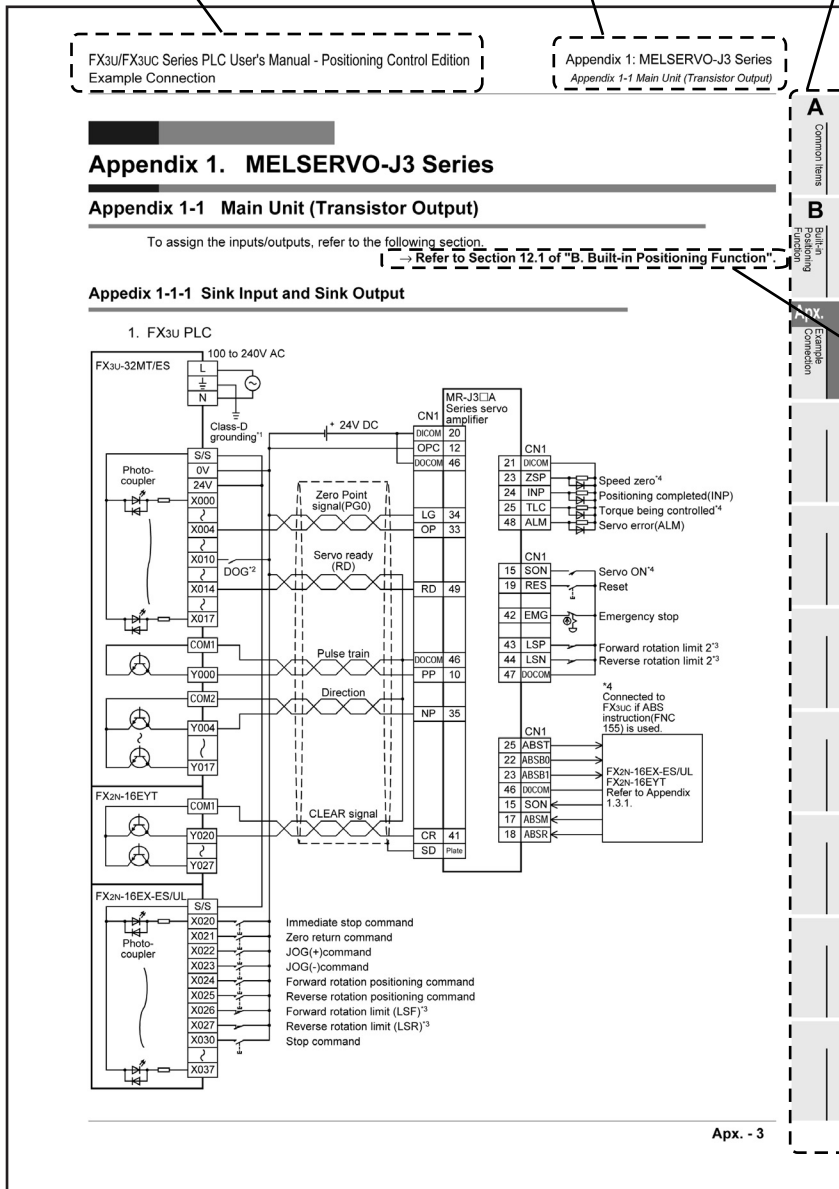 FX3U/FX3UC Series PLC User's Manual - Positioning Control Edition
Example Connection
Appendix 1: MELSERVO-J3 Series
Appendix 1-1 Main Unit (Transistor Output)
A
Common Items
B
Built-in
Positioning
Function
Apx.
Example
Connection
Appendix 1. MELSERVO-J3 Series
Appendix 1-1 Main Unit (Transistor Output)
To assign the inputs/outputs, refer to the following section.
→ Refer to Section 12.1 of "B. Built-in Positioning Function".
Appedix 1-1-1 Sink Input and Sink Output
1. FX3U PLC
FX3U-32MT/ES
100 to 240V AC
L
N
Class-D
grounding*1
S/S
0V
24V
X000
X004
X010
X014
X017
Photo-
coupler
DOG*2
COM1
Y000
COM2
Y004
Y017
FX2N-16EYT
COM1
Y020
Y027
FX2N-16EX-ES/UL
S/S
X020
X021
X022
X023
X024
X025
X026
X027
X030
X037
Photo-
coupler
Immediate stop command
Zero return command
JOG(+)command
JOG(-)command
Forward rotation positioning command
Reverse rotation positioning command
Forward rotation limit (LSF)*3
Reverse rotation limit (LSR)*3
Stop command
+ 24V DC
Zero Point
signal(PG0)
Servo ready
(RD)
Pulse train
Direction
CLEAR signal
MR-J3□A
Series servo
amplifier
CN1
DICOM 20
OPC 12
DOCOM 46
LG 34
OP 33
RD 49
DOCOM 46
PP 10
NP 35
CR 41
SD Plate
CN1
21 DICOM
23 ZSP Speed zero*4
24 INP Positioning completed(INP)
25 TLC Torque being controlled*4
48 ALM Servo error(ALM)
CN1
15 SON Servo ON*4
19 RES Reset
42 EMG Emergency stop
43 LSP Forward rotation limit 2*3
44 LSN Reverse rotation limit 2*3
47 DOCOM
*4
Connected to
FX3UC if ABS
instruction(FNC
155) is used.
CN1
25 ABST
22 ABSB0
23 ABSB1
46 DOCOM
15 SON
17 ABSM
18 ABSR
FX2N-16EX-ES/UL
FX2N-16EYT
Refer to Appendix
1.3.1.
Apx. - 3